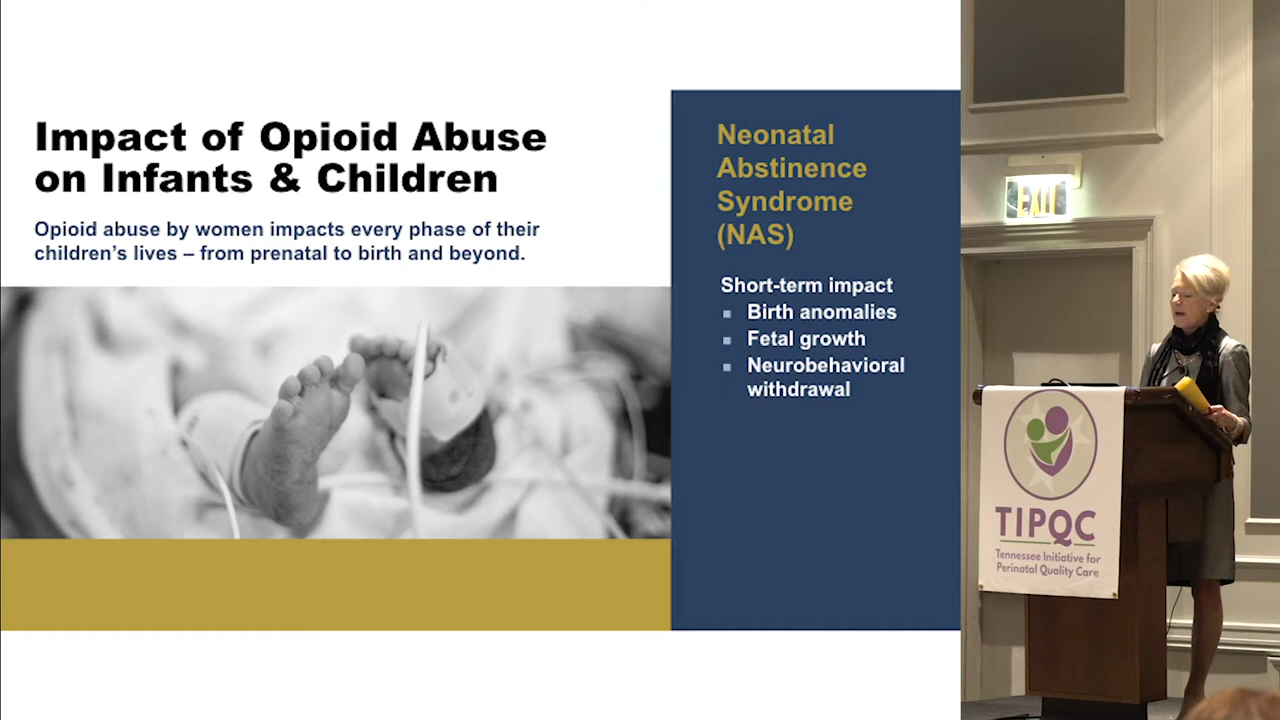 Impact of Opioid Abuse
on Infants & Children
Opioid abuse by women impacts every phase of their
children’s lives – from prenatal to birth and beyond.
Neonatal
Abstinence
Syndrome
(NAS)
Short-term impact
Birth anomalies
Fetal growth
Neurobehavioral
withdrawal
EXIT
TIPQC
Tennessee Initiative for
Perinatal Quality Care